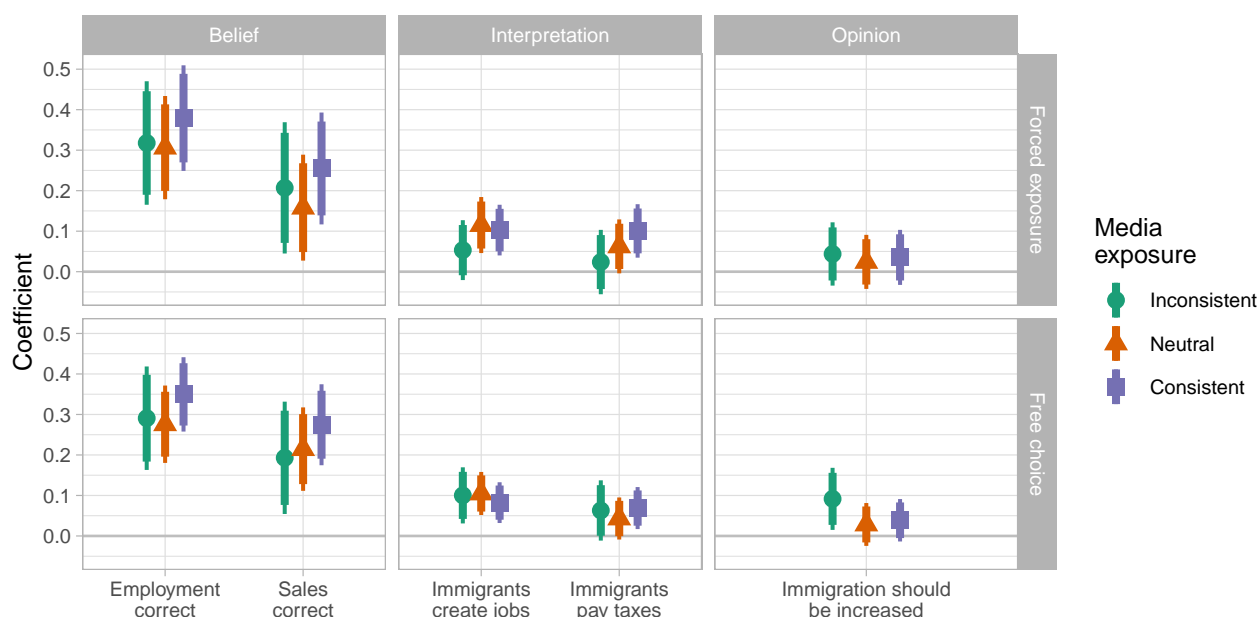 Belief
Interpretation
Opinion
0.5
0.4
0.3
0.2
0.1
0.0
Forced exposure
Coefficient
0.5
0.4
0.3
0.2
0.1
0.0
Free choice
Employment
correct
Sales
correct
Immigrants
create jobs
Immigrants
pay taxes
Immigration should
be increased
Media
exposure
Inconsistent
Neutral
Consistent